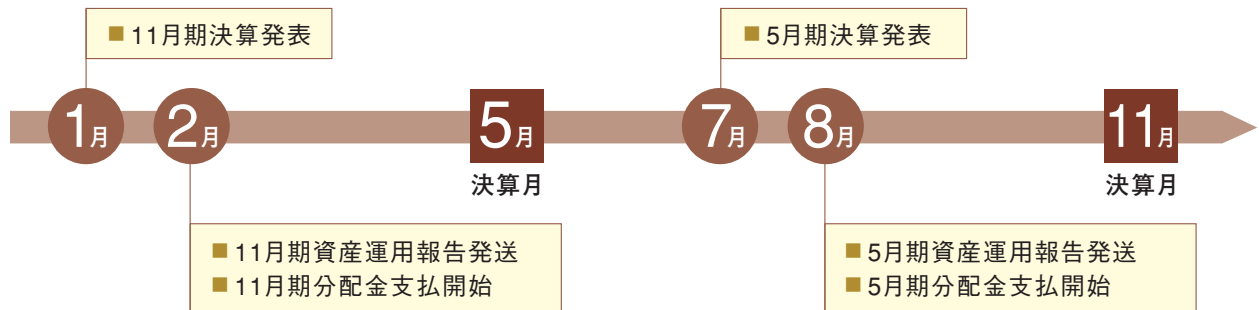 ■ 11月期決算発表
■ 5月期決算発表
1月
2月
5月
7月
8月
11月
決算月
決算月
■ 11月期資産運用報告発送
■ 11月期分配金支払開始
■ 5月期資産運用報告発送
■ 5月期分配金支払開始